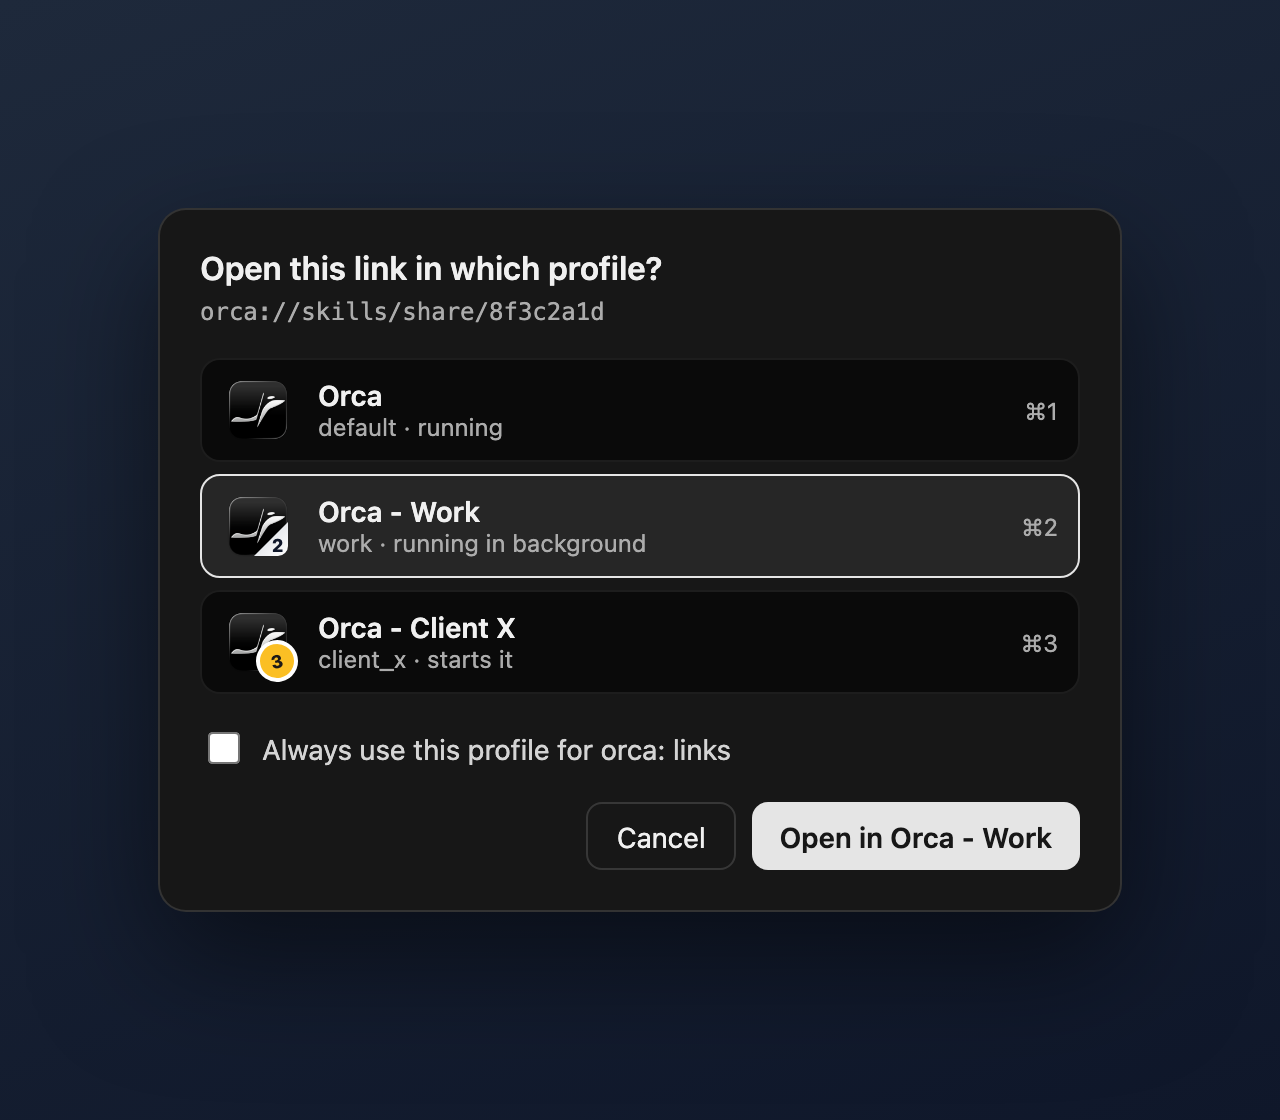 Open this link in which profile?
orca://skills/share/8f3c2a1d
Orca
default · running
⌘1
Orca - Work
work · running in background
⌘2
2
Orca - Client X
client_x · starts it
⌘3
3
Always use this profile for orca: links
Cancel
Open in Orca - Work